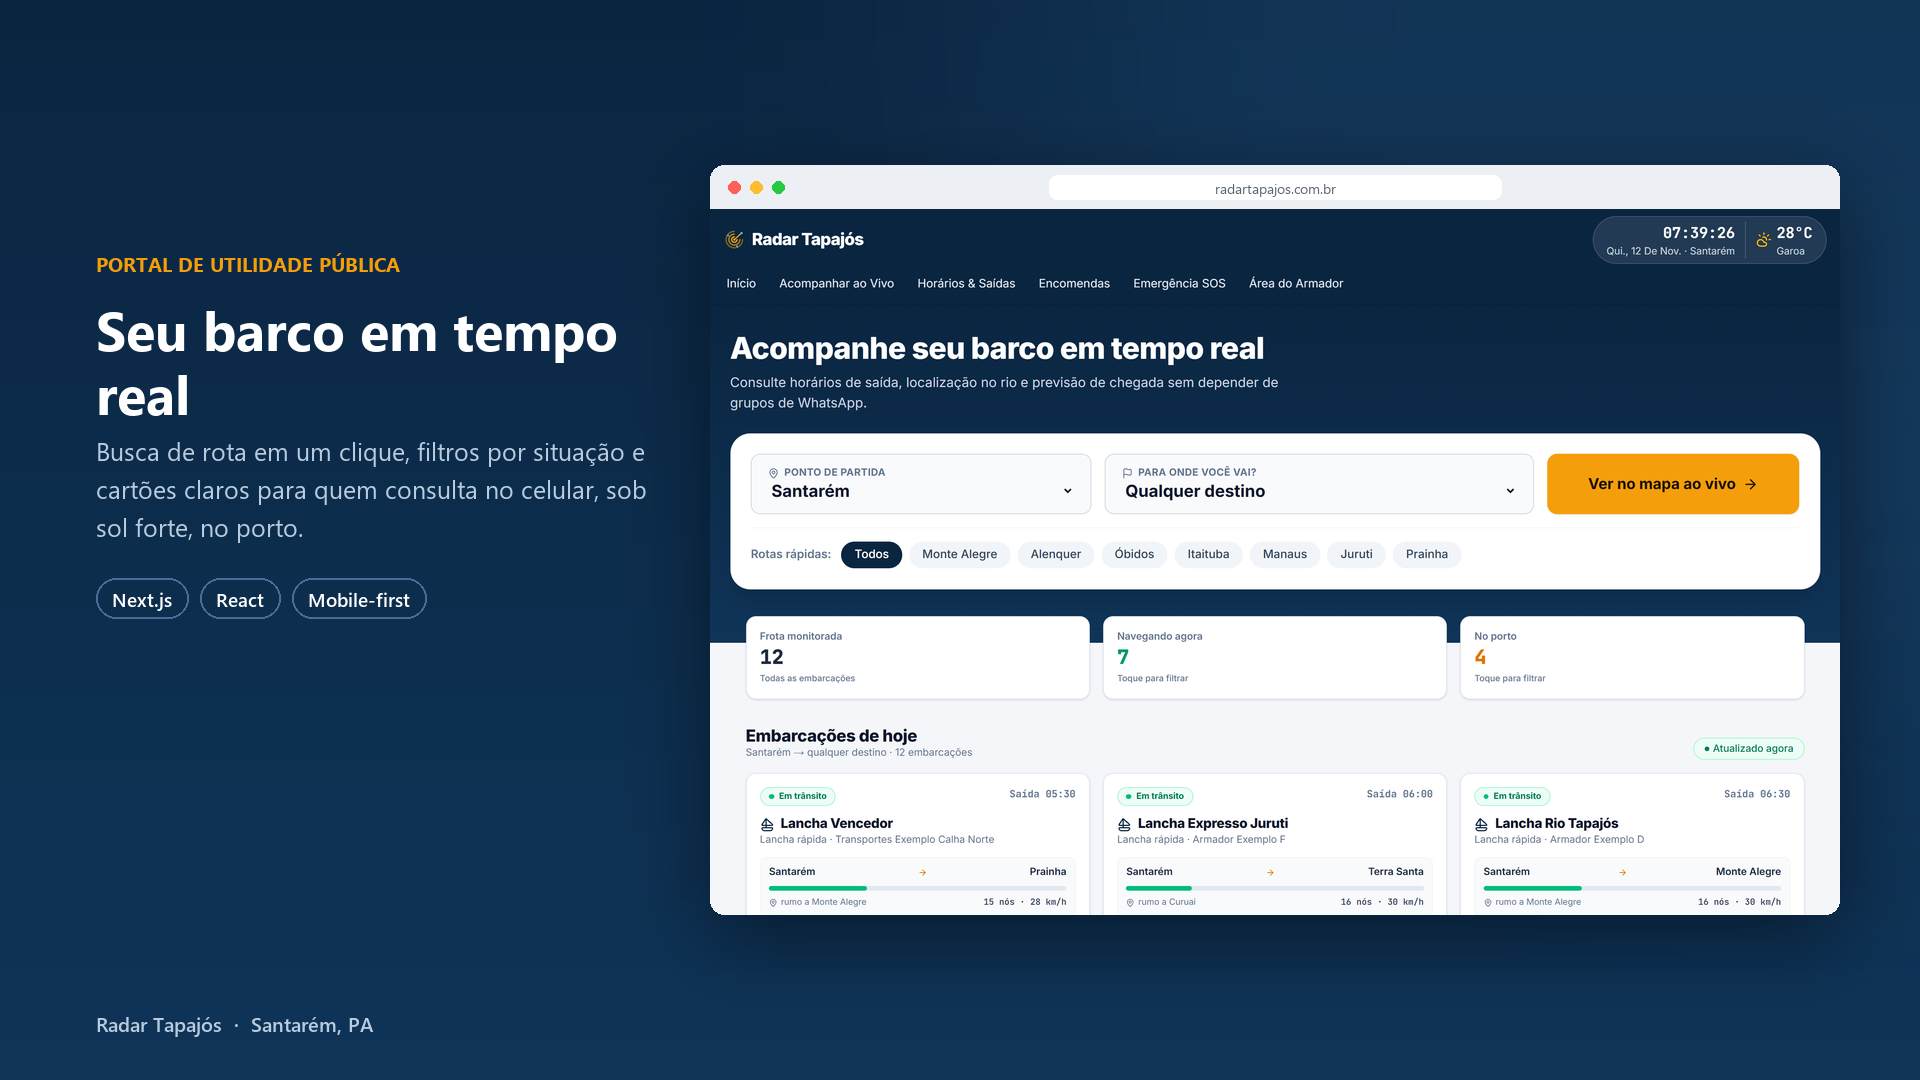 PORTAL DE UTILIDADE PÚBLICA
Seu barco em tempo
real
Busca de rota em um clique, filtros por situação e
cartões claros para quem consulta no celular, sob
sol forte, no porto.
Next.js
React
Mobile-first
Radar Tapajós · Santarém, PA
radartapajos.com.br
Radar Tapajós
07:39:26
Qui., 12 De Nov. · Santarém
28°C
Garoa
Início
Acompanhar ao Vivo
Horários & Saídas
Encomendas
Emergência SOS
Área do Armador
Acompanhe seu barco em tempo real
Consulte horários de saída, localização no rio e previsão de chegada sem depender de
grupos de WhatsApp.
PONTO DE PARTIDA
Santarém
PARA ONDE VOCÊ VAI?
Qualquer destino
Ver no mapa ao vivo →
Rotas rápidas:
Todos
Monte Alegre
Alenquer
Óbidos
Itaituba
Manaus
Juruti
Prainha
Frota monitorada
12
Todas as embarcações
Navegando agora
7
Toque para filtrar
No porto
4
Toque para filtrar
Embarcações de hoje
Santarém → qualquer destino · 12 embarcações
Atualizado agora
Em trânsito
Saída 05:30
Lancha Vencedor
Lancha rápida · Transportes Exemplo Calha Norte
Santarém → Prainha
rumo a Monte Alegre
15 nós · 28 km/h
Em trânsito
Saída 06:00
Lancha Expresso Juruti
Lancha rápida · Armador Exemplo F
Santarém → Terra Santa
rumo a Curuai
16 nós · 30 km/h
Em trânsito
Saída 06:30
Lancha Rio Tapajós
Lancha rápida · Armador Exemplo D
Santarém → Monte Alegre
rumo a Monte Alegre
16 nós · 30 km/h